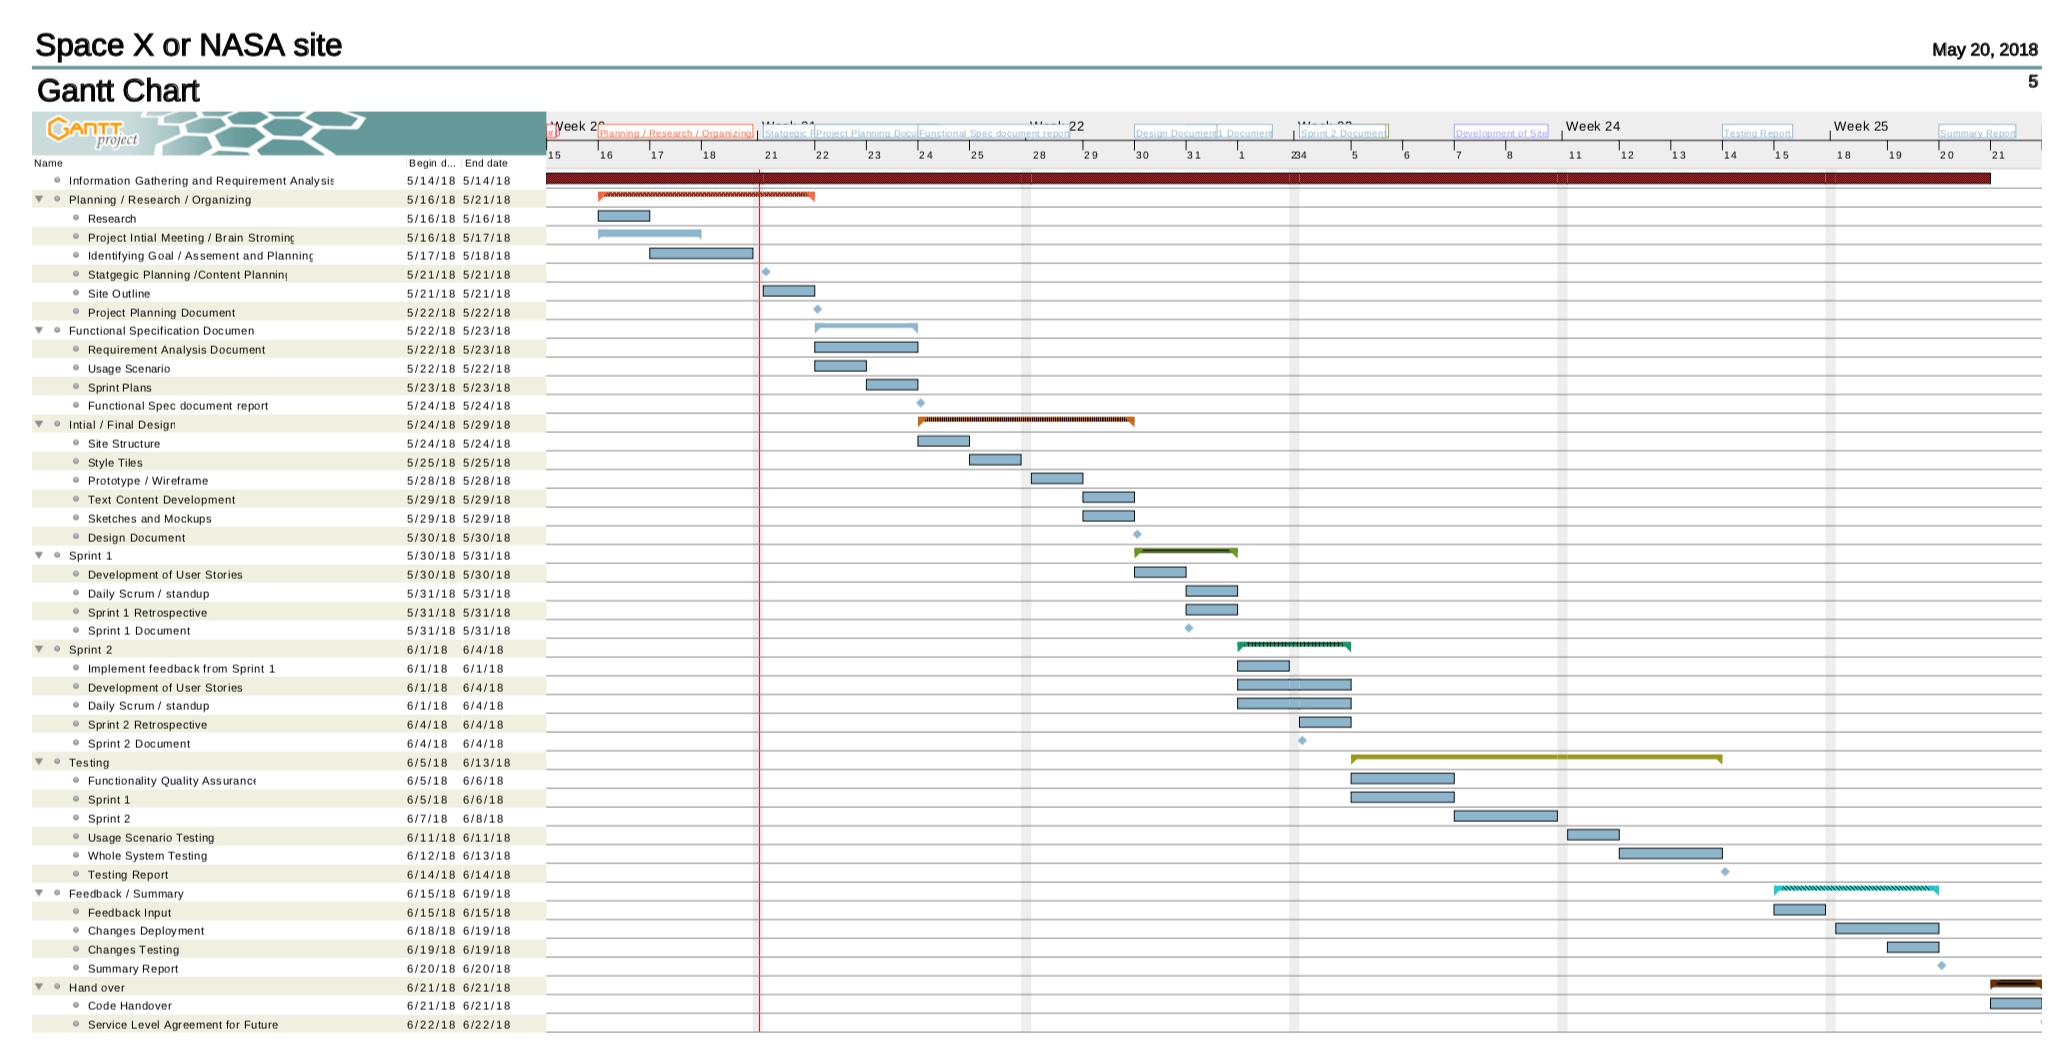 Space X or NASA site
May 20, 2018
Gantt Chart
5
GANTT project
Week 21
Week 22
Week 24
Week 25
Planning / Research / Organizing
Project Planning Docu
Functional Spec document report
Design Document
1 Document
Sprint 2 Document
Development of Site
Testing Report
Summary Report
Name Begin d... End date
15 16 17 18 21 22 23 24 25 28 29 30 31 1 4 5 6 7 8 11 12 13 14 15 18 19 20 21
Information Gathering and Requirement Analysis 5/14/18 5/14/18
Planning / Research / Organizing 5/16/18 5/21/18
Research 5/16/18 5/16/18
Project Intial Meeting / Brain Stroming 5/16/18 5/17/18
Identifying Goal / Assement and Planning 5/17/18 5/18/18
Statgegic Planning /Content Planning 5/21/18 5/21/18
Site Outline 5/21/18 5/21/18
Project Planning Document 5/22/18 5/22/18
Functional Specification Documen 5/22/18 5/23/18
Requirement Analysis Document 5/22/18 5/23/18
Usage Scenario 5/22/18 5/22/18
Sprint Plans 5/23/18 5/23/18
Functional Spec document report 5/24/18 5/24/18
Intial / Final Design 5/24/18 5/29/18
Site Structure 5/24/18 5/24/18
Style Tiles 5/25/18 5/25/18
Prototype / Wireframe 5/28/18 5/28/18
Text Content Development 5/29/18 5/29/18
Sketches and Mockups 5/29/18 5/29/18
Design Document 5/30/18 5/30/18
Sprint 1 5/30/18 5/31/18
Development of User Stories 5/30/18 5/30/18
Daily Scrum / standup 5/31/18 5/31/18
Sprint 1 Retrospective 5/31/18 5/31/18
Sprint 1 Document 5/31/18 5/31/18
Sprint 2 6/1/18 6/4/18
Implement feedback from Sprint 1 6/1/18 6/1/18
Development of User Stories 6/1/18 6/4/18
Daily Scrum / standup 6/1/18 6/4/18
Sprint 2 Retrospective 6/4/18 6/4/18
Sprint 2 Document 6/4/18 6/4/18
Testing 6/5/18 6/13/18
Functionality Quality Assurance 6/5/18 6/6/18
Sprint 1 6/5/18 6/6/18
Sprint 2 6/7/18 6/8/18
Usage Scenario Testing 6/11/18 6/11/18
Whole System Testing 6/12/18 6/13/18
Testing Report 6/14/18 6/14/18
Feedback / Summary 6/15/18 6/19/18
Feedback Input 6/15/18 6/15/18
Changes Deployment 6/18/18 6/19/18
Changes Testing 6/19/18 6/19/18
Summary Report 6/20/18 6/20/18
Hand over 6/21/18 6/21/18
Code Handover 6/21/18 6/21/18
Service Level Agreement for Future 6/22/18 6/22/18